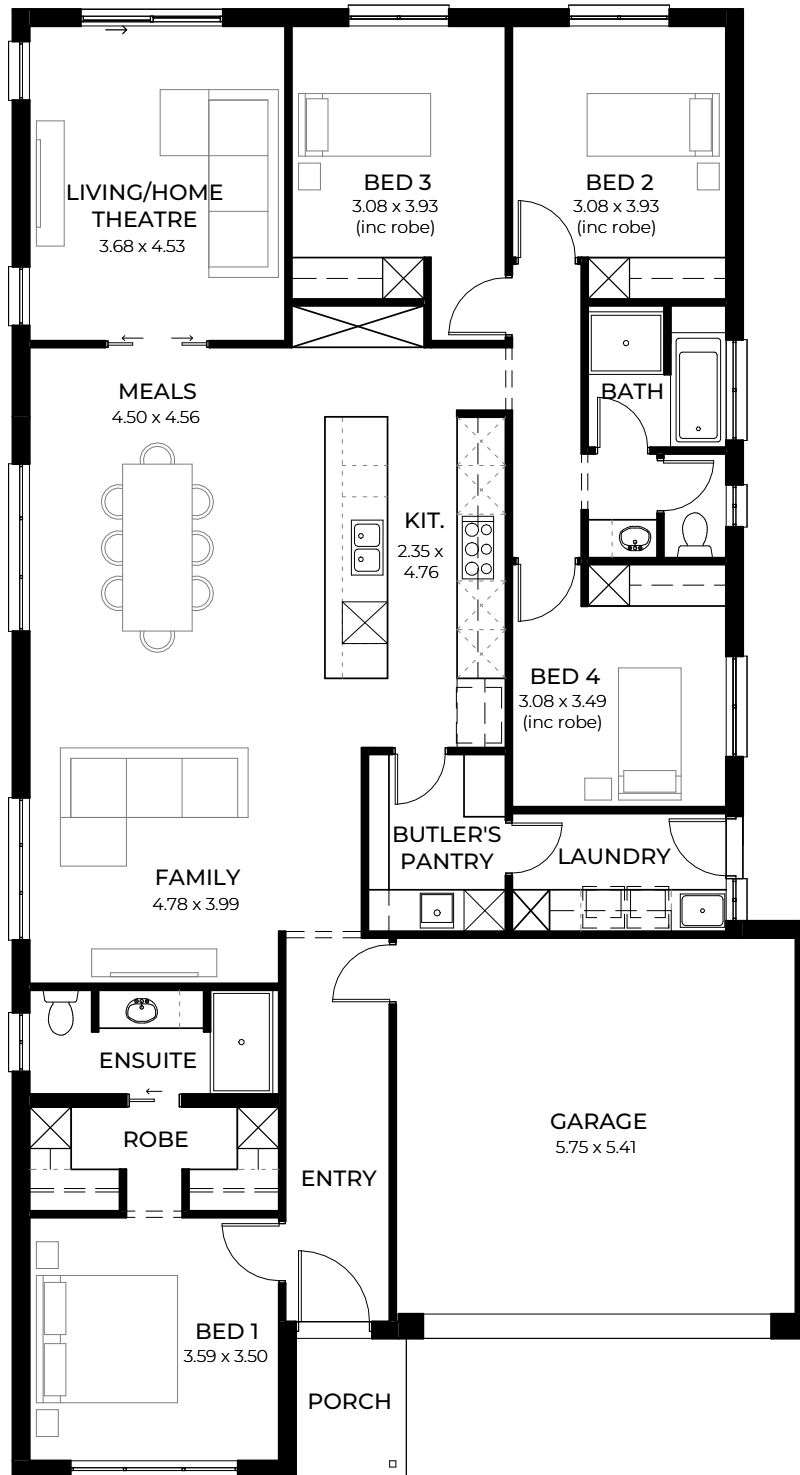 LIVING/HOME
THEATRE
3.68 x 4.53
BED 3
3.08 x 3.93
(inc robe)
BED 2
3.08 x 3.93
(inc robe)
MEALS
4.50 x 4.56
BATH
KIT.
2.35 x
4.76
BED 4
3.08 x 3.49
(inc robe)
BUTLER'S
PANTRY
LAUNDRY
FAMILY
4.78 x 3.99
ENSUITE
ROBE
ENTRY
GARAGE
5.75 x 5.41
BED 1
3.59 x 3.50
PORCH